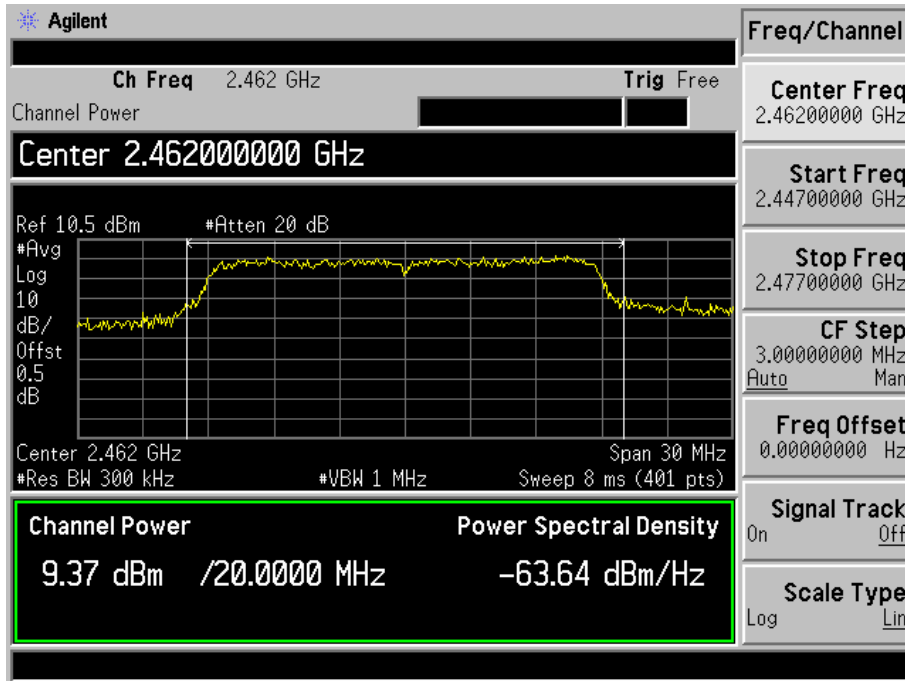 Agilent
Freq/Channel
Ch Freq 2.462 GHz Trig Free
Channel Power
Center 2.462000000 GHz
Ref 10.5 dBm #Atten 20 dB
#Avg
Log
10
dB/
Offst
0.5
dB
Center 2.462 GHz Span 30 MHz
#Res BW 300 kHz #VBW 1 MHz Sweep 8 ms (401 pts)
Channel Power Power Spectral Density
9.37 dBm /20.0000 MHz -63.64 dBm/Hz
Center Freq
2.46200000 GHz
Start Freq
2.44700000 GHz
Stop Freq
2.47700000 GHz
CF Step
3.00000000 MHz
Auto Man
Freq Offset
0.00000000 Hz
Signal Track
On Off
Scale Type
Log Lin